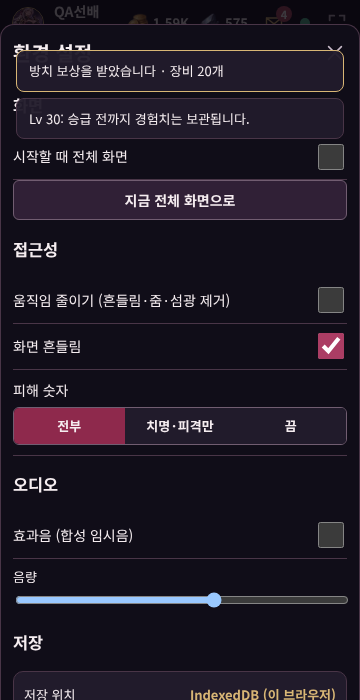 QA선배
1.59K
575
4
환경 설정
방치 보상을 받았습니다 · 장비 20개
화면
Lv 30: 승급 전까지 경험치는 보관됩니다.
시작할 때 전체 화면
지금 전체 화면으로
접근성
움직임 줄이기 (흔들림·줌·섬광 제거)
화면 흔들림
피해 숫자
전부 치명·피격만 끔
오디오
효과음 (합성 임시음)
음량
저장
저장 위치 IndexedDB (이 브라우저)